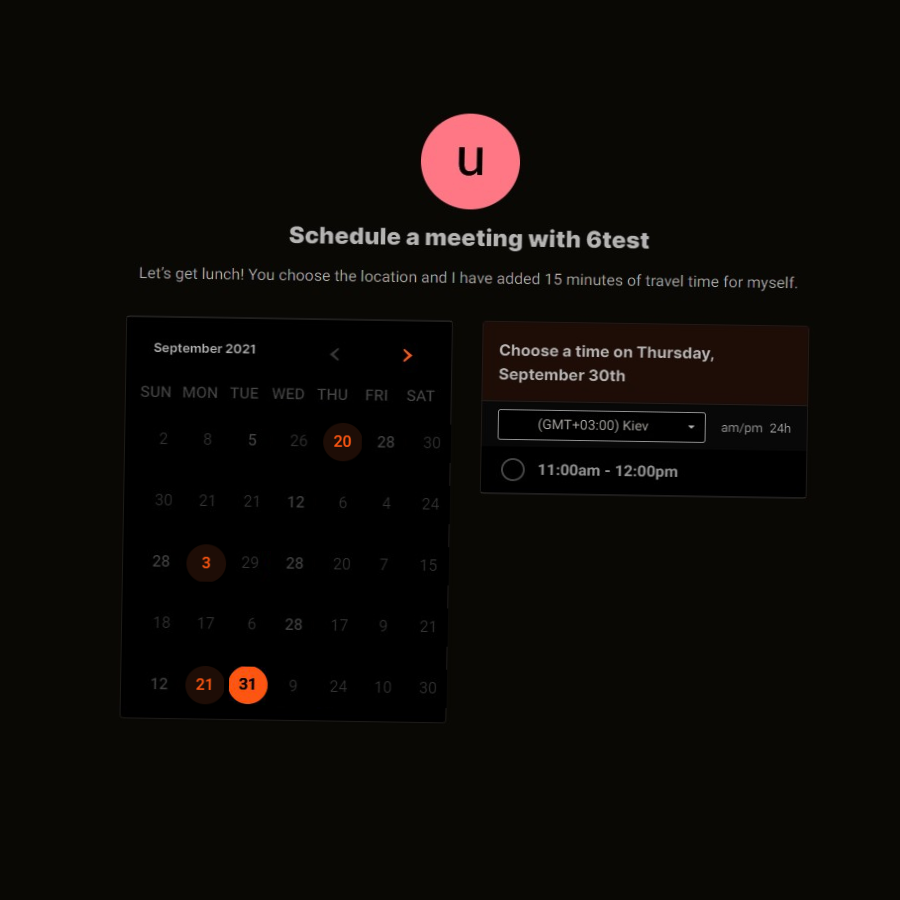 u
Schedule a meeting with 6test
Let's get lunch! You choose the location and I have added 15 minutes of travel time for myself.
September 2021
SUN MON TUE WED THU FRI SAT
2 8 5 26 20 28 30
30 21 21 12 6 4 24
28 3 29 28 20 7 15
18 17 6 28 17 9 21
12 21 31 9 24 10 30
Choose a time on Thursday,
September 30th
(GMT+03:00) Kiev am/pm 24h
11:00am - 12:00pm